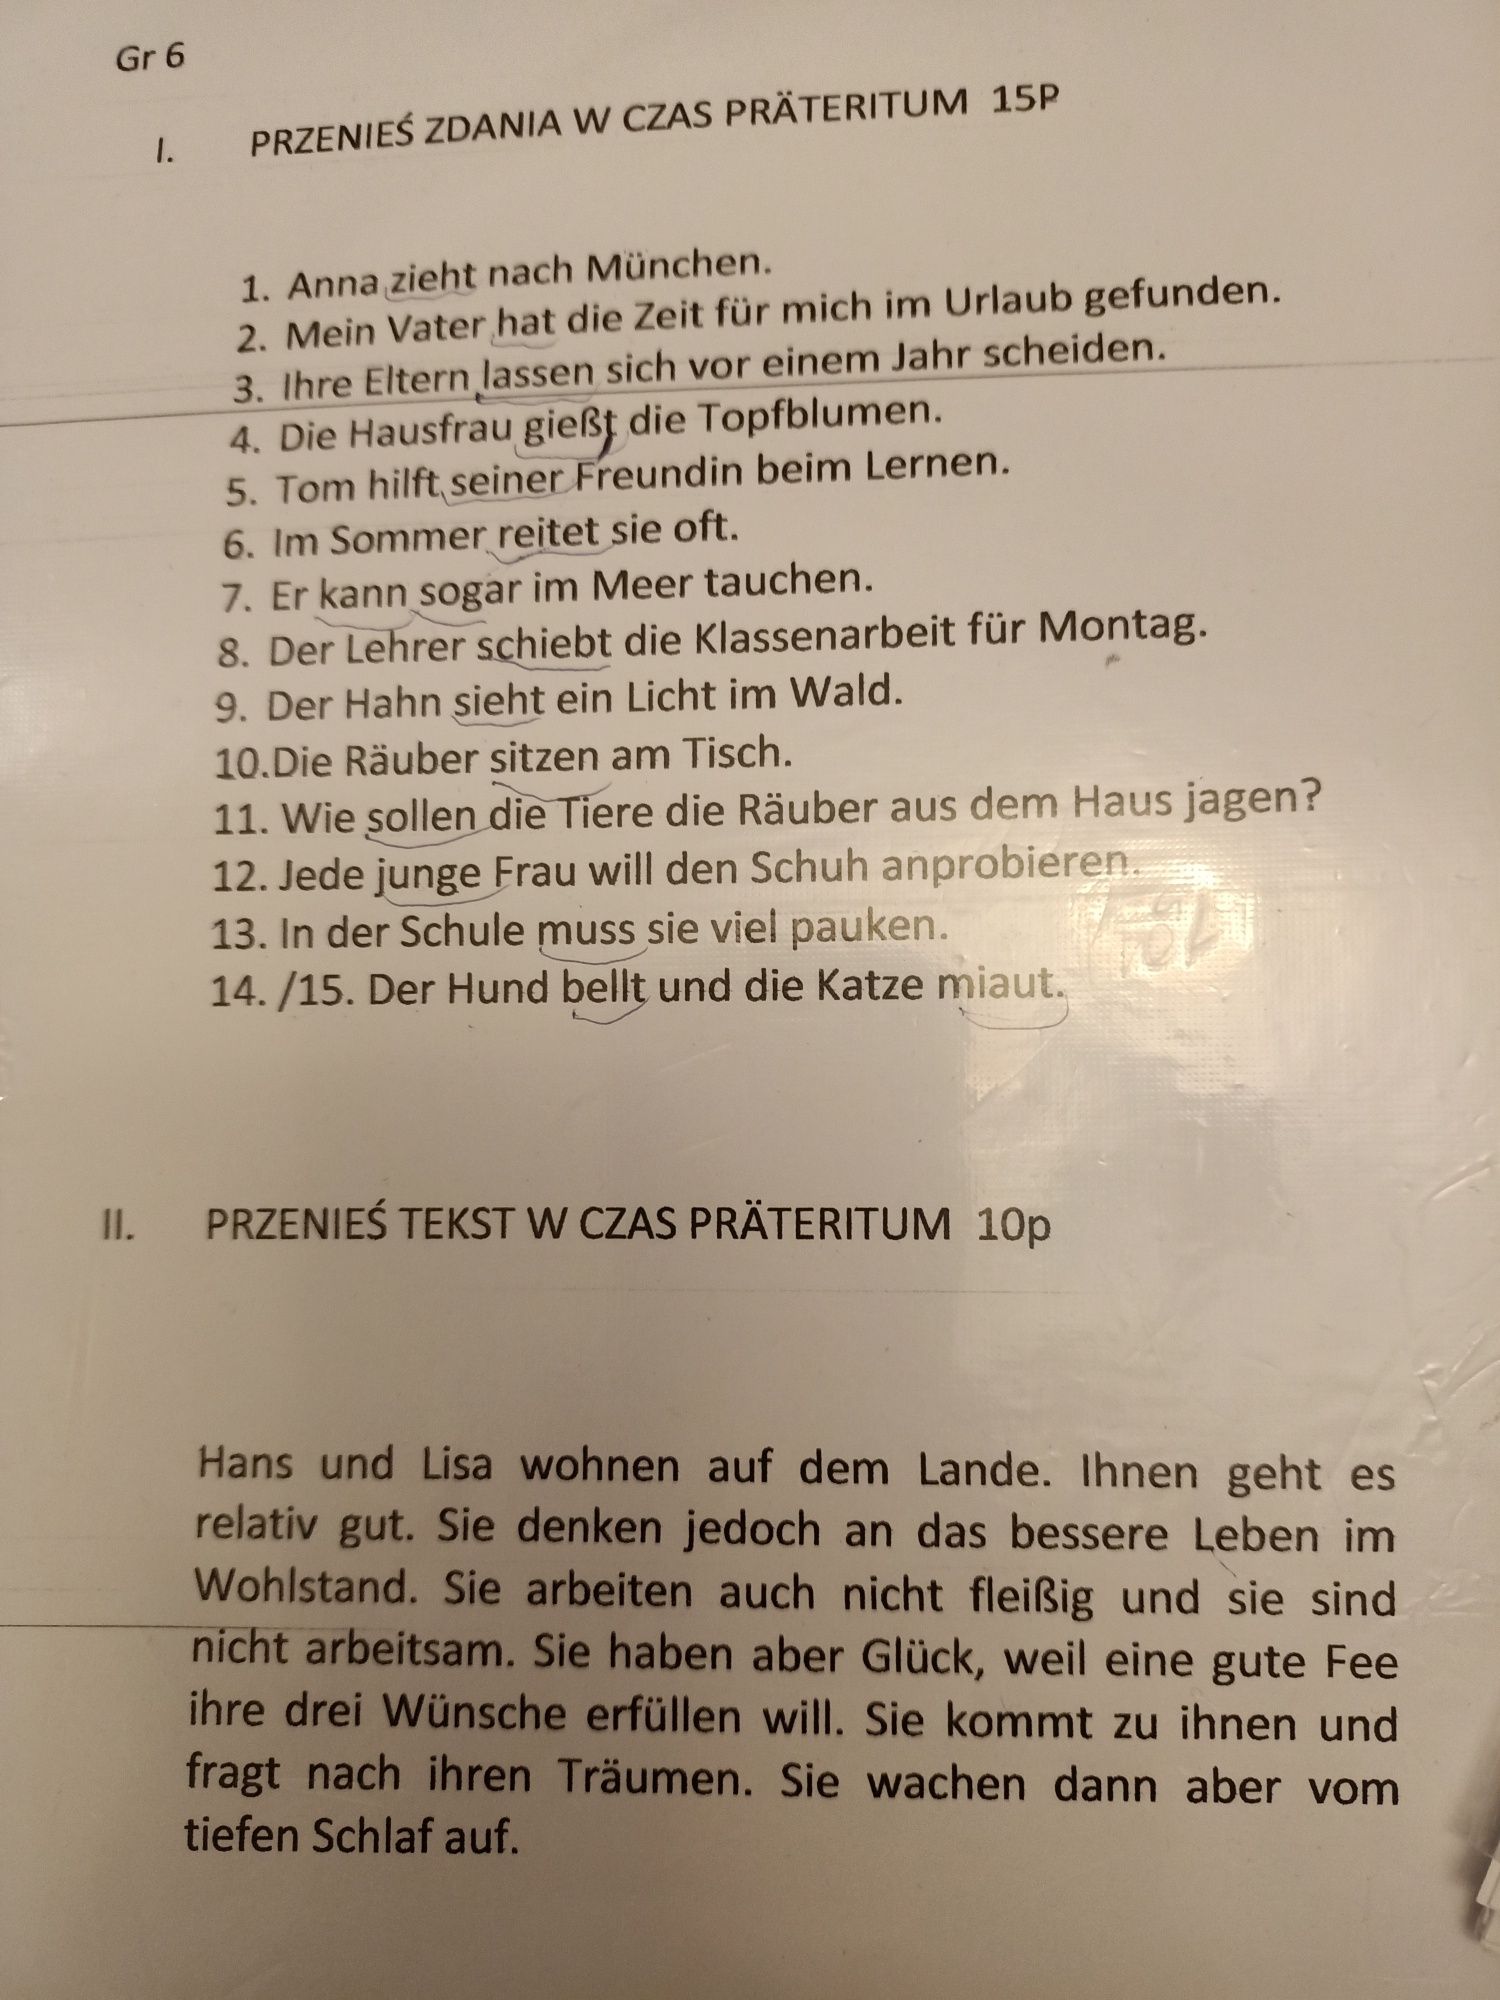 Gr 6
I. PRZENIEŚ ZDANIA W CZAS PRÄTERITUM 15P
1. Anna zieht nach München.
2. Mein Vater hat die Zeit für mich im Urlaub gefunden.
3. Ihre Eltern lassen sich vor einem Jahr scheiden.
4. Die Hausfrau gießt die Topfblumen.
5. Tom hilft seiner Freundin beim Lernen.
6. Im Sommer reitet sie oft.
7. Er kann sogar im Meer tauchen.
8. Der Lehrer schiebt die Klassenarbeit für Montag.
9. Der Hahn sieht ein Licht im Wald.
10.Die Räuber sitzen am Tisch.
11. Wie sollen die Tiere die Räuber aus dem Haus jagen?
12. Jede junge Frau will den Schuh anprobieren.
13. In der Schule muss sie viel pauken.
14. /15. Der Hund bellt und die Katze miaut.
II. PRZENIEŚ TEKST W CZAS PRÄTERITUM 10p
Hans und Lisa wohnen auf dem Lande. Ihnen geht es
relativ gut. Sie denken jedoch an das bessere Leben im
Wohlstand. Sie arbeiten auch nicht fleißig und sie sind
nicht arbeitsam. Sie haben aber Glück, weil eine gute Fee
ihre drei Wünsche erfüllen will. Sie kommt zu ihnen und
fragt nach ihren Träumen. Sie wachen dann aber vom
tiefen Schlaf auf.